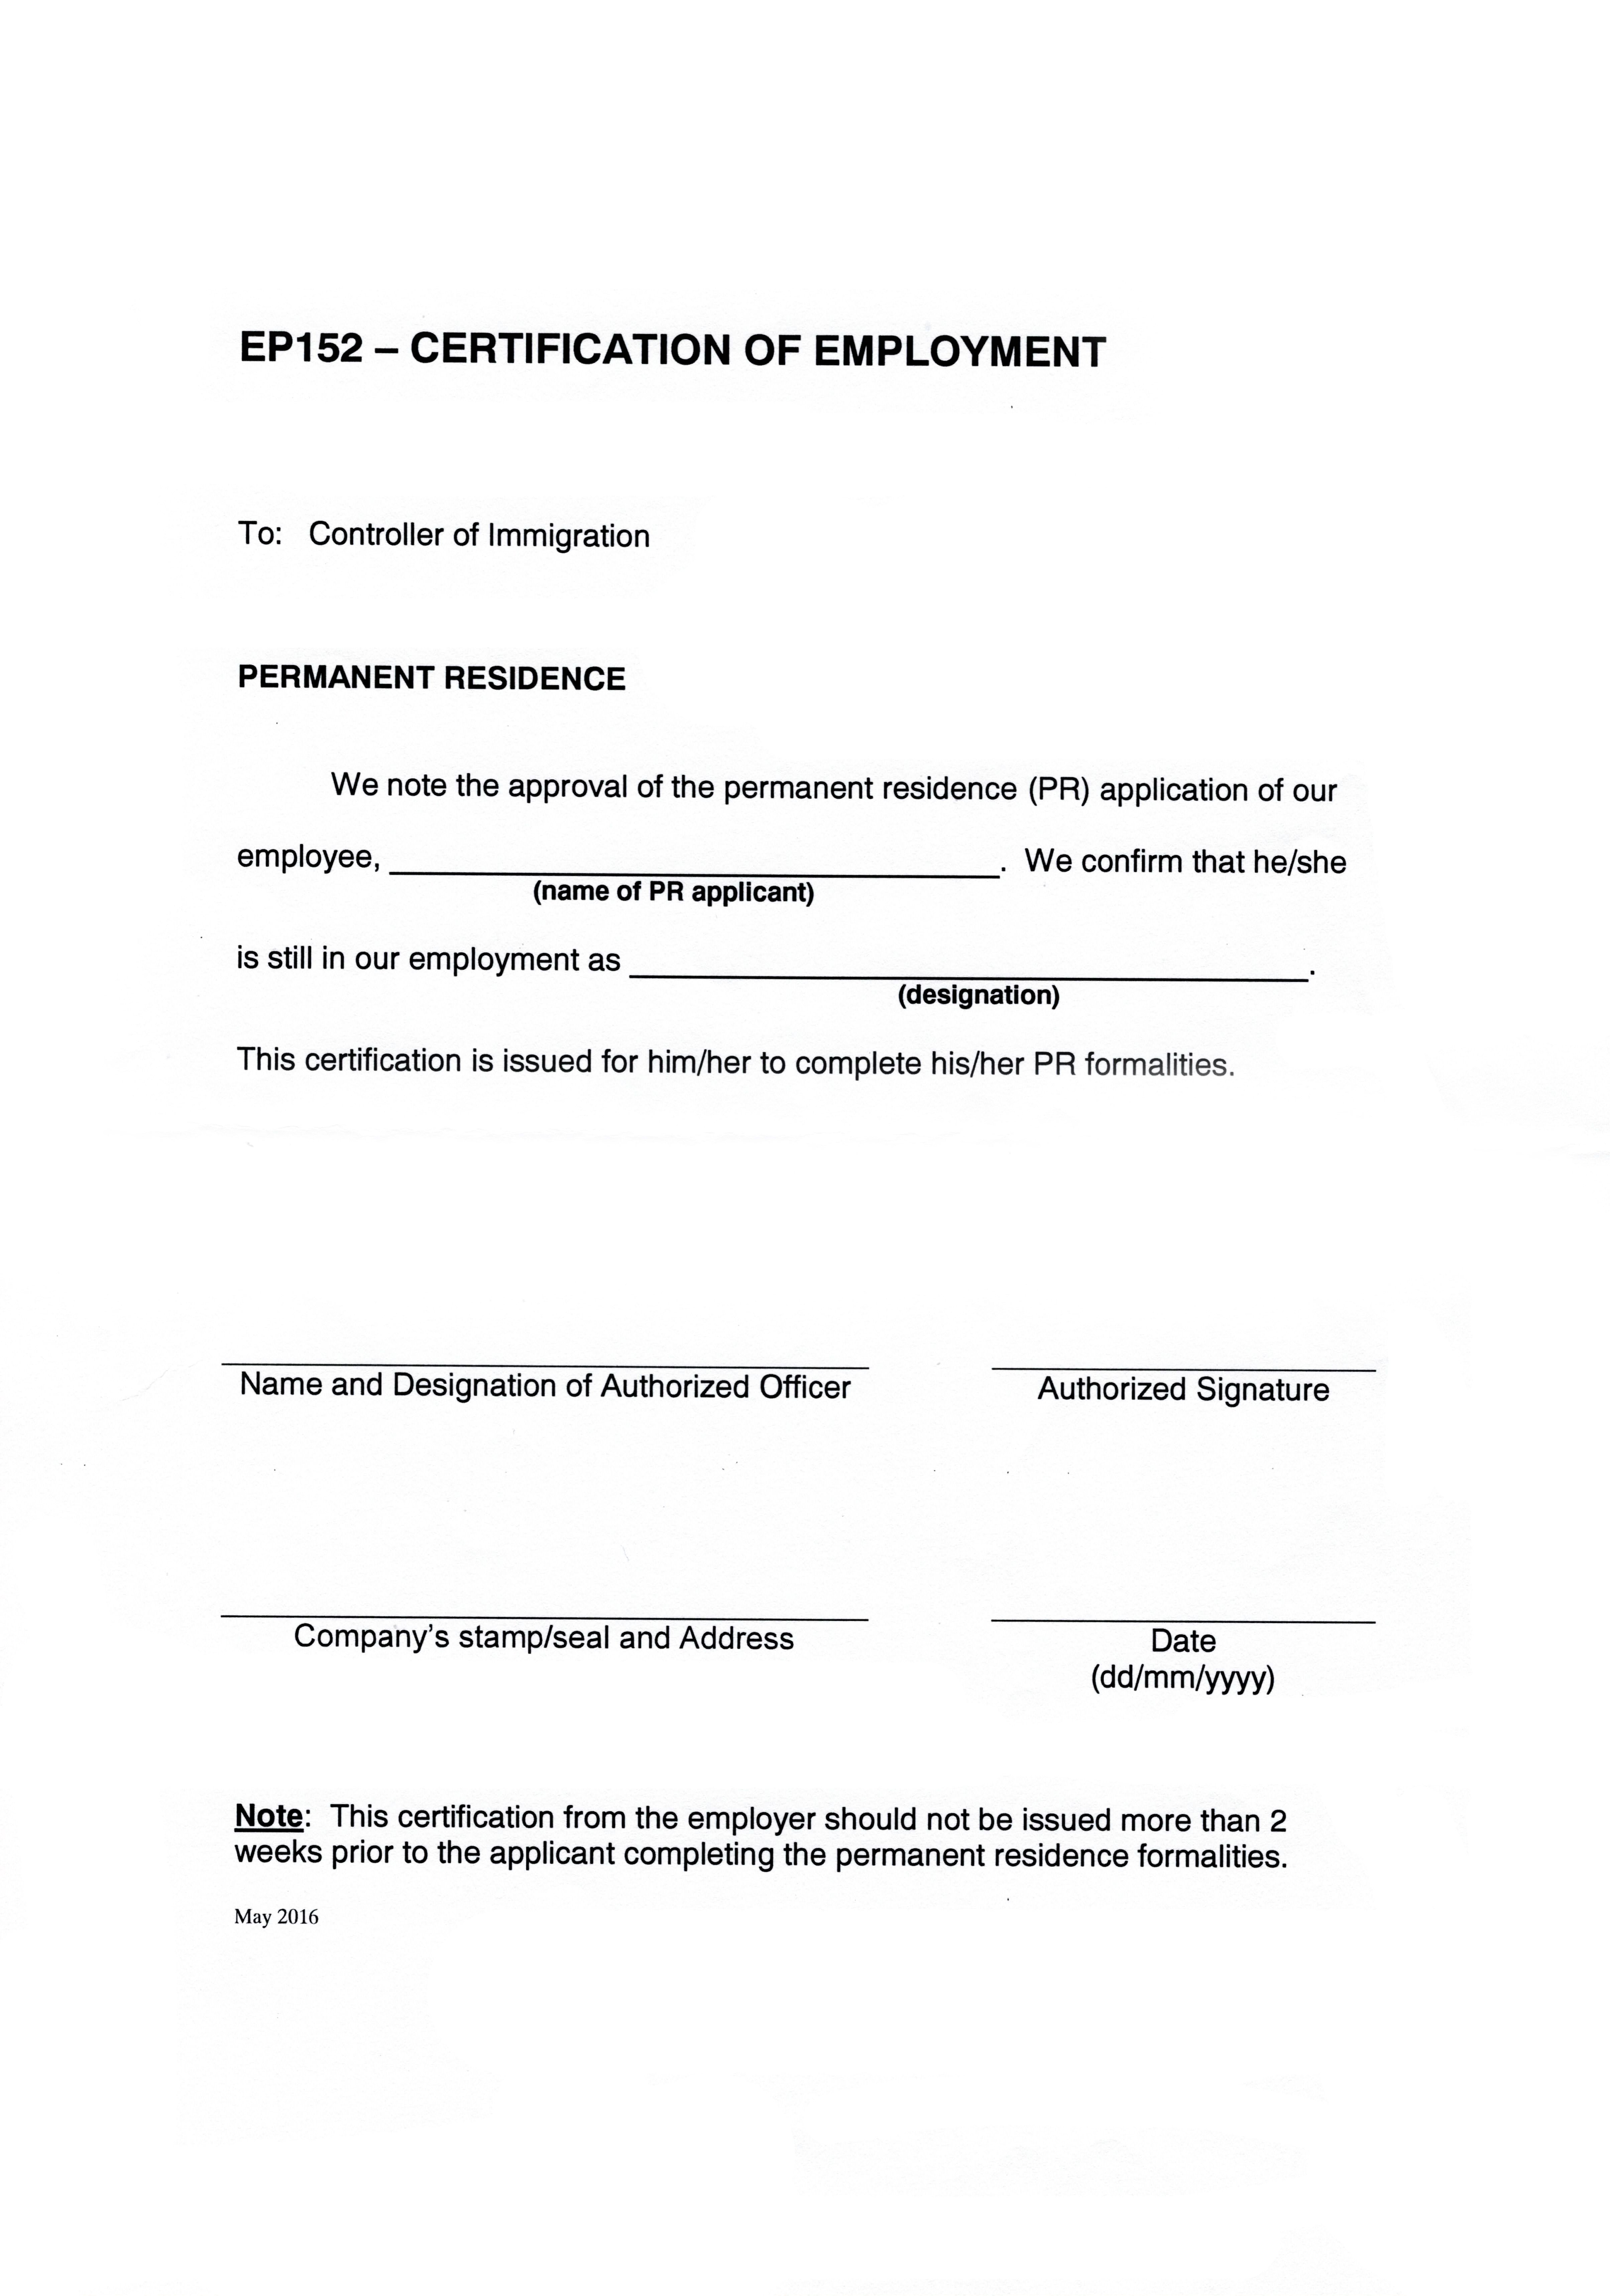 EP152 – CERTIFICATION OF EMPLOYMENT
To: Controller of Immigration
PERMANENT RESIDENCE
We note the approval of the permanent residence (PR) application of our
employee, ______________________. We confirm that he/she
(name of PR applicant)
is still in our employment as ______________________.
(designation)
This certification is issued for him/her to complete his/her PR formalities.
Name and Designation of Authorized Officer
Authorized Signature
Company's stamp/seal and Address
Date
(dd/mm/yyyy)
Note: This certification from the employer should not be issued more than 2
weeks prior to the applicant completing the permanent residence formalities.
May 2016